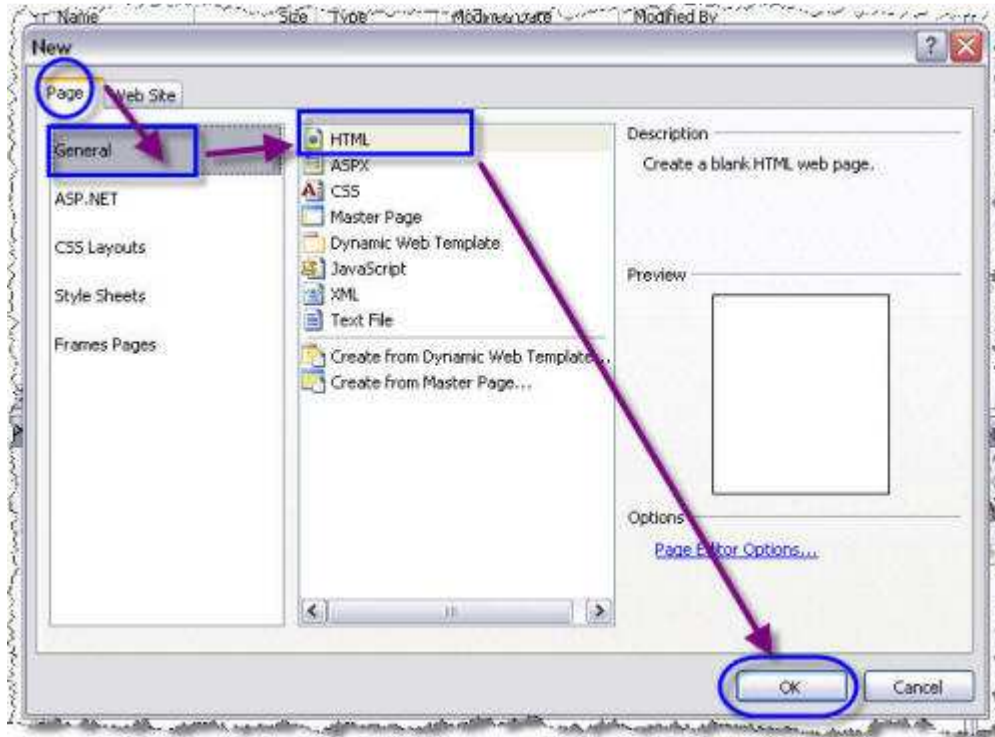 Name Size Type Modified Date Modified By
New
Page Web Site
General
ASP.NET
CSS Layouts
Style Sheets
Frames Pages
HTML
ASPX
CSS
Master Page
Dynamic Web Template
JavaScript
XML
Text File
Create from Dynamic Web Template...
Create from Master Page...
Description
Create a blank HTML web page.
Preview
Options
Page Editor Options...
OK Cancel